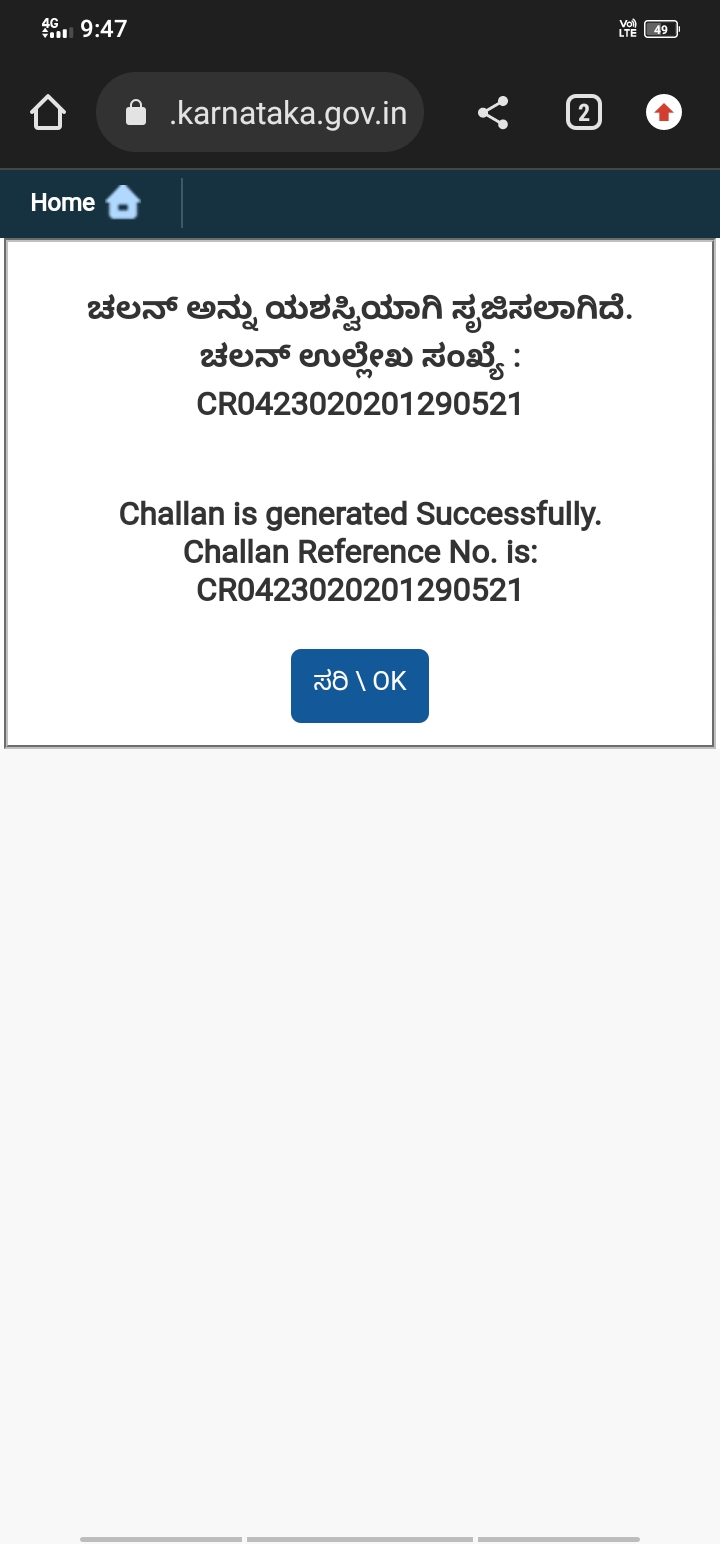 4G 9:47 Vo) LTE 49
.karnataka.gov.in 2
Home
ಚಲನ್ ಅನ್ನು ಯಶಸ್ವಿಯಾಗಿ ಸೃಜಿಸಲಾಗಿದೆ.
ಚಲನ್ ಉಲ್ಲೇಖ ಸಂಖ್ಯೆ :
CR0423020201290521
Challan is generated Successfully.
Challan Reference No. is:
CR0423020201290521
ಸರಿ \ OK